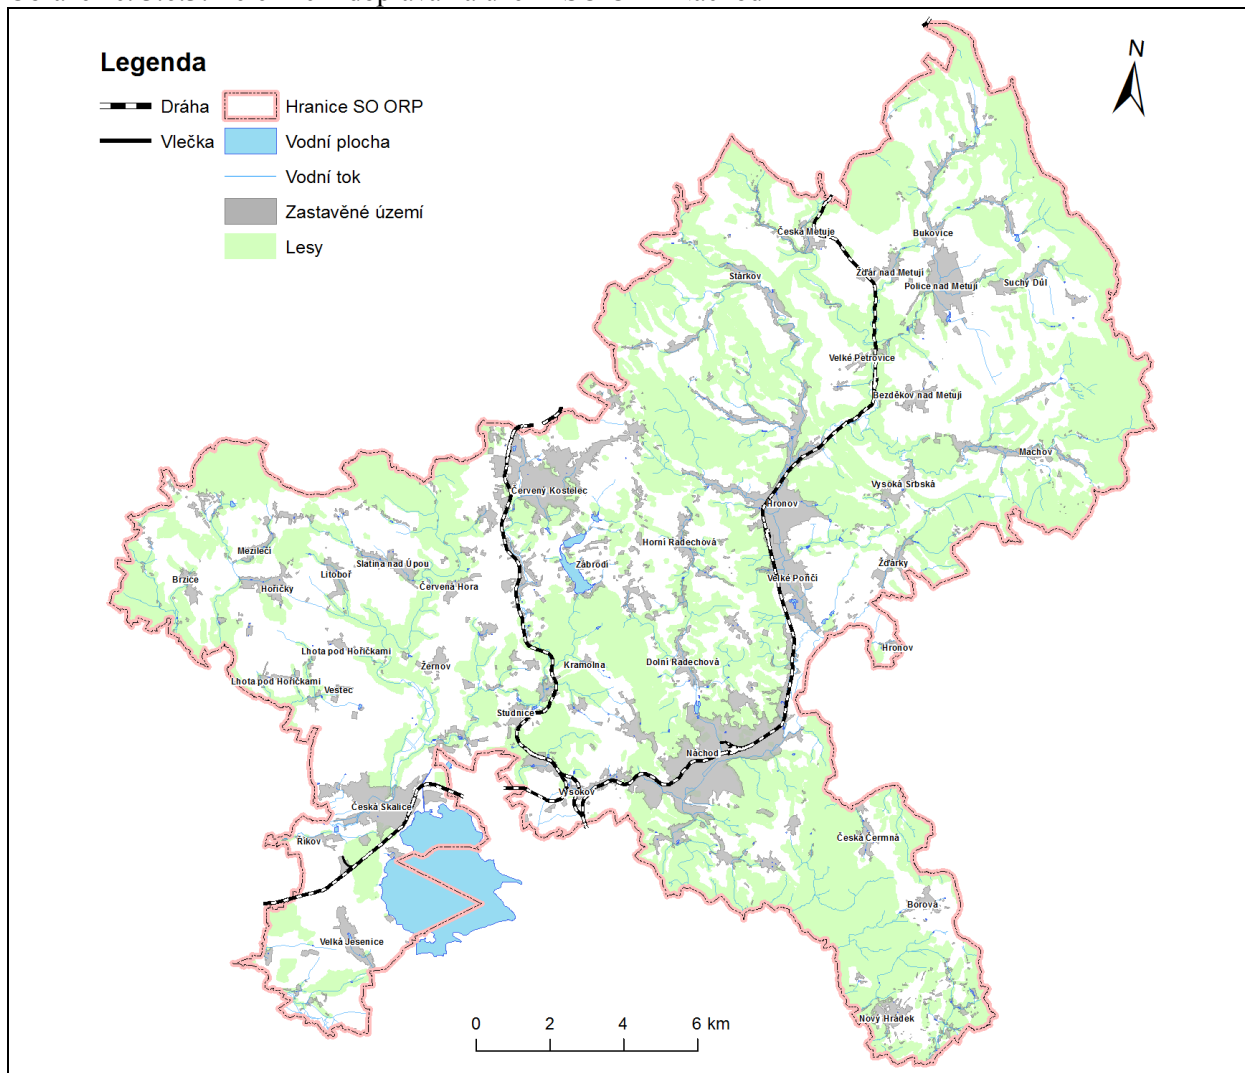 Legenda
Dráha
Hranice SO ORP
Vlečka
Vodní plocha
Vodní tok
Zastavěné území
Lesy
N
Česká Metuje
Bukovice
Stárkov
Žďár nad Metují
Police nad Metují
Suchý Důl
Velké Petrovice
Bezděkov nad Metují
Machov
Vysoká Srbská
Červený Kostelec
Hronov
Horní Radechová
Meziečí
Slatina nad Úpou
Zábrodí
Žďárky
Brzice
Litoboř
Velké Poříčí
Hořičky
Červená Hora
Hronov
Lhota pod Hořičkami
Žernov
Kramolna
Dolní Radechová
Lhota pod Hořičkami
Vestec
Studnice
Náchod
Vysokov
Česká Skalice
Říkov
Česká Čermná
Borová
Velká Jesenice
Nový Hrádek
0 2 4 6 km